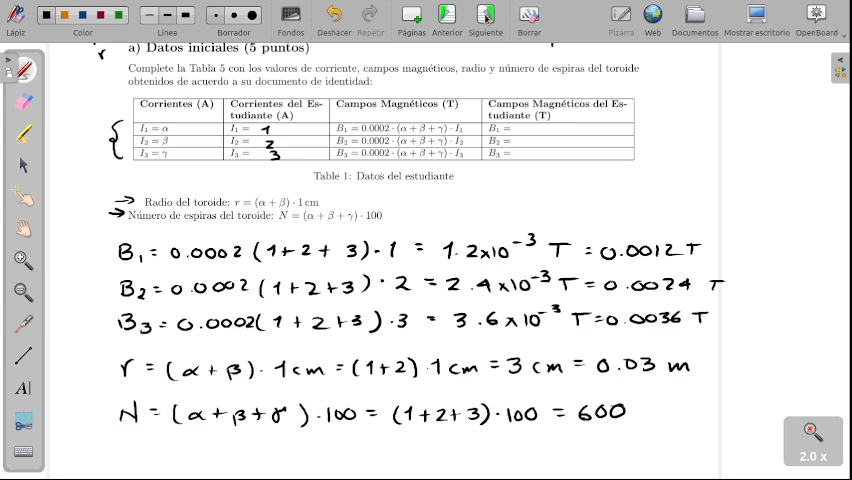 Lápiz Color Línea Borrador Fondos Deshacer Repetir Páginas Anterior Siguiente Borrar Pizarra Web Documentos Mostrar escritorio OpenBoard
r
a) Datos iniciales (5 puntos)
Complete la Tabla 5 con los valores de corriente, campos magnéticos, radio y número de espiras del toroide
obtenidos de acuerdo a su documento de identidad:
Corrientes (A) Corrientes del Es- Campos Magnéticos (T) Campos Magnéticos del Es-
tudiante (A) tudiante (T)
I₁ = α I₁ = 1 B₁ = 0.0002 · (α + β + γ) · I₁ B₁ =
I₂ = β I₂ = 2 B₂ = 0.0002 · (α + β + γ) · I₂ B₂ =
I₃ = γ I₃ = 3 B₃ = 0.0002 · (α + β + γ) · I₃ B₃ =
Table 1: Datos del estudiante
→ Radio del toroide: r = (α + β) · 1 cm
→ Número de espiras del toroide: N = (α + β + γ) · 100
B₁ = 0.0002 (1+2+3) · 1 = 1.2x10⁻³ T = 0.0012 T
B₂ = 0.0002 (1+2+3) · 2 = 2.4x10⁻³ T = 0.0024 T
B₃ = 0.0002 (1+2+3) · 3 = 3.6x10⁻³ T = 0.0036 T
r = (α + β) · 1 cm = (1+2) · 1 cm = 3 cm = 0.03 m
N = (α + β + γ) · 100 = (1+2+3) · 100 = 600
A
2.0 x